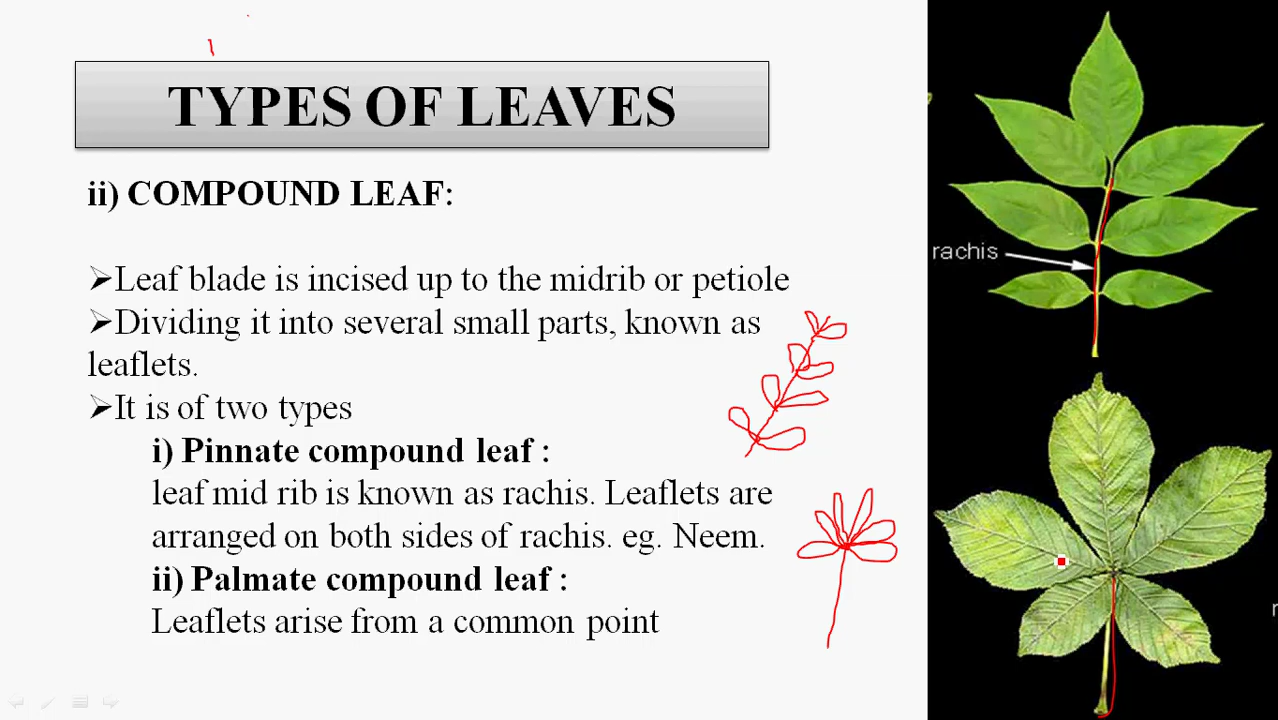 TYPES OF LEAVES
ii) COMPOUND LEAF:
➢Leaf blade is incised up to the midrib or petiole
➢Dividing it into several small parts, known as
leaflets.
➢It is of two types
i) Pinnate compound leaf :
leaf mid rib is known as rachis. Leaflets are
arranged on both sides of rachis. eg. Neem.
ii) Palmate compound leaf :
Leaflets arise from a common point
rachis